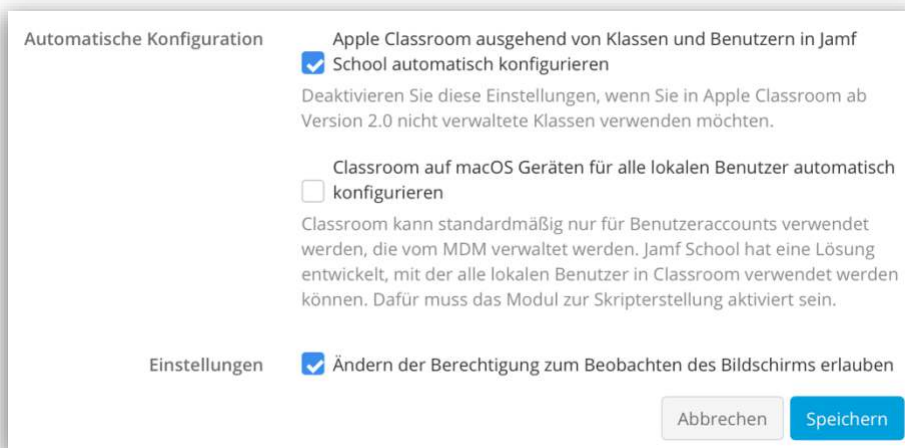 Automatische Konfiguration
Apple Classroom ausgehend von Klassen und Benutzern in Jamf
School automatisch konfigurieren
Deaktivieren Sie diese Einstellungen, wenn Sie in Apple Classroom ab
Version 2.0 nicht verwaltete Klassen verwenden möchten.
Classroom auf macOS Geräten für alle lokalen Benutzer automatisch
konfigurieren
Classroom kann standardmäßig nur für Benutzeraccounts verwendet
werden, die vom MDM verwaltet werden. Jamf School hat eine Lösung
entwickelt, mit der alle lokalen Benutzer in Classroom verwendet werden
können. Dafür muss das Modul zur Skripterstellung aktiviert sein.
Einstellungen
Ändern der Berechtigung zum Beobachten des Bildschirms erlauben
Abbrechen
Speichern